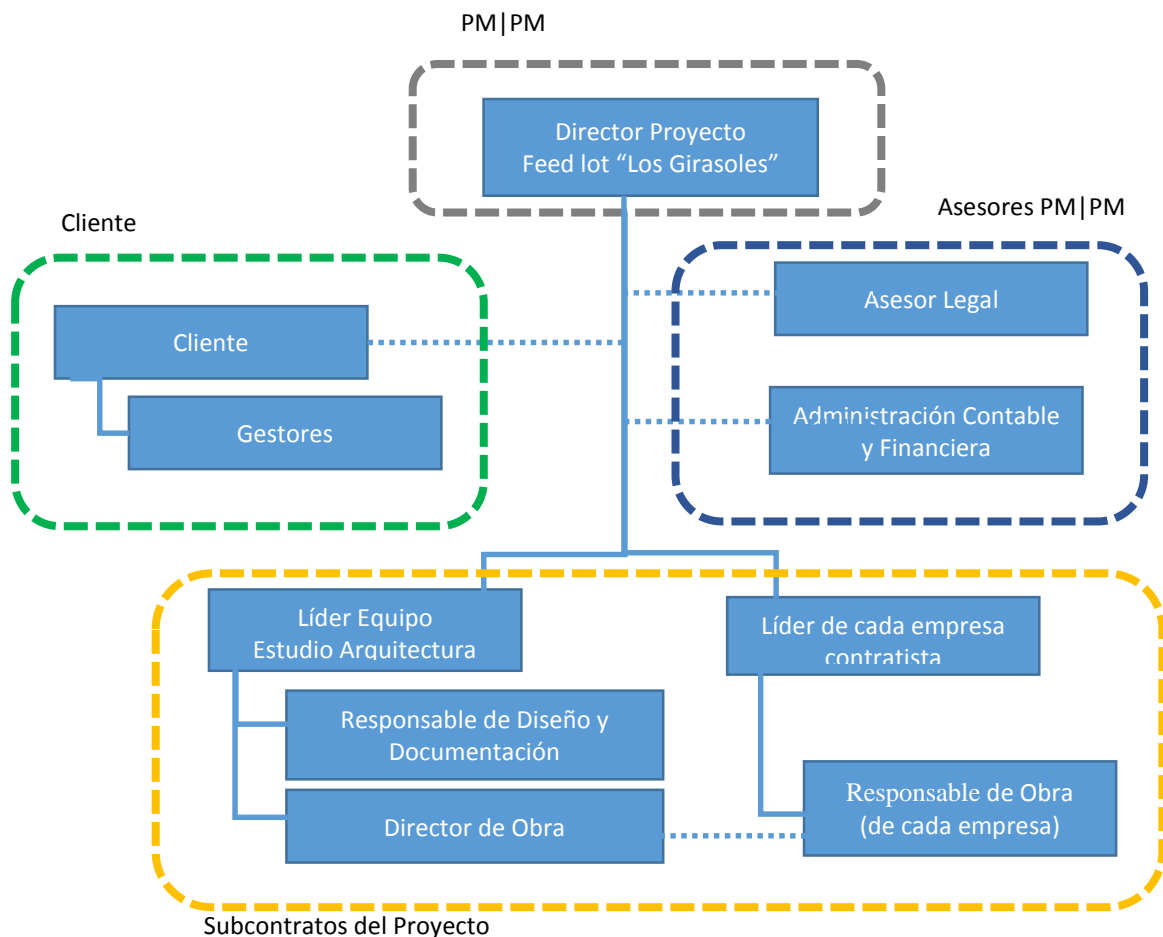 PM|PM
Director Proyecto
Feed lot “Los Girasoles”
Cliente
Asesores PM|PM
Cliente
Gestores
Asesor Legal
Administración Contable
y Financiera
Líder Equipo
Estudio Arquitectura
Líder de cada empresa
contratista
Responsable de Diseño y
Documentación
Director de Obra
Responsable de Obra
(de cada empresa)
Subcontratos del Proyecto